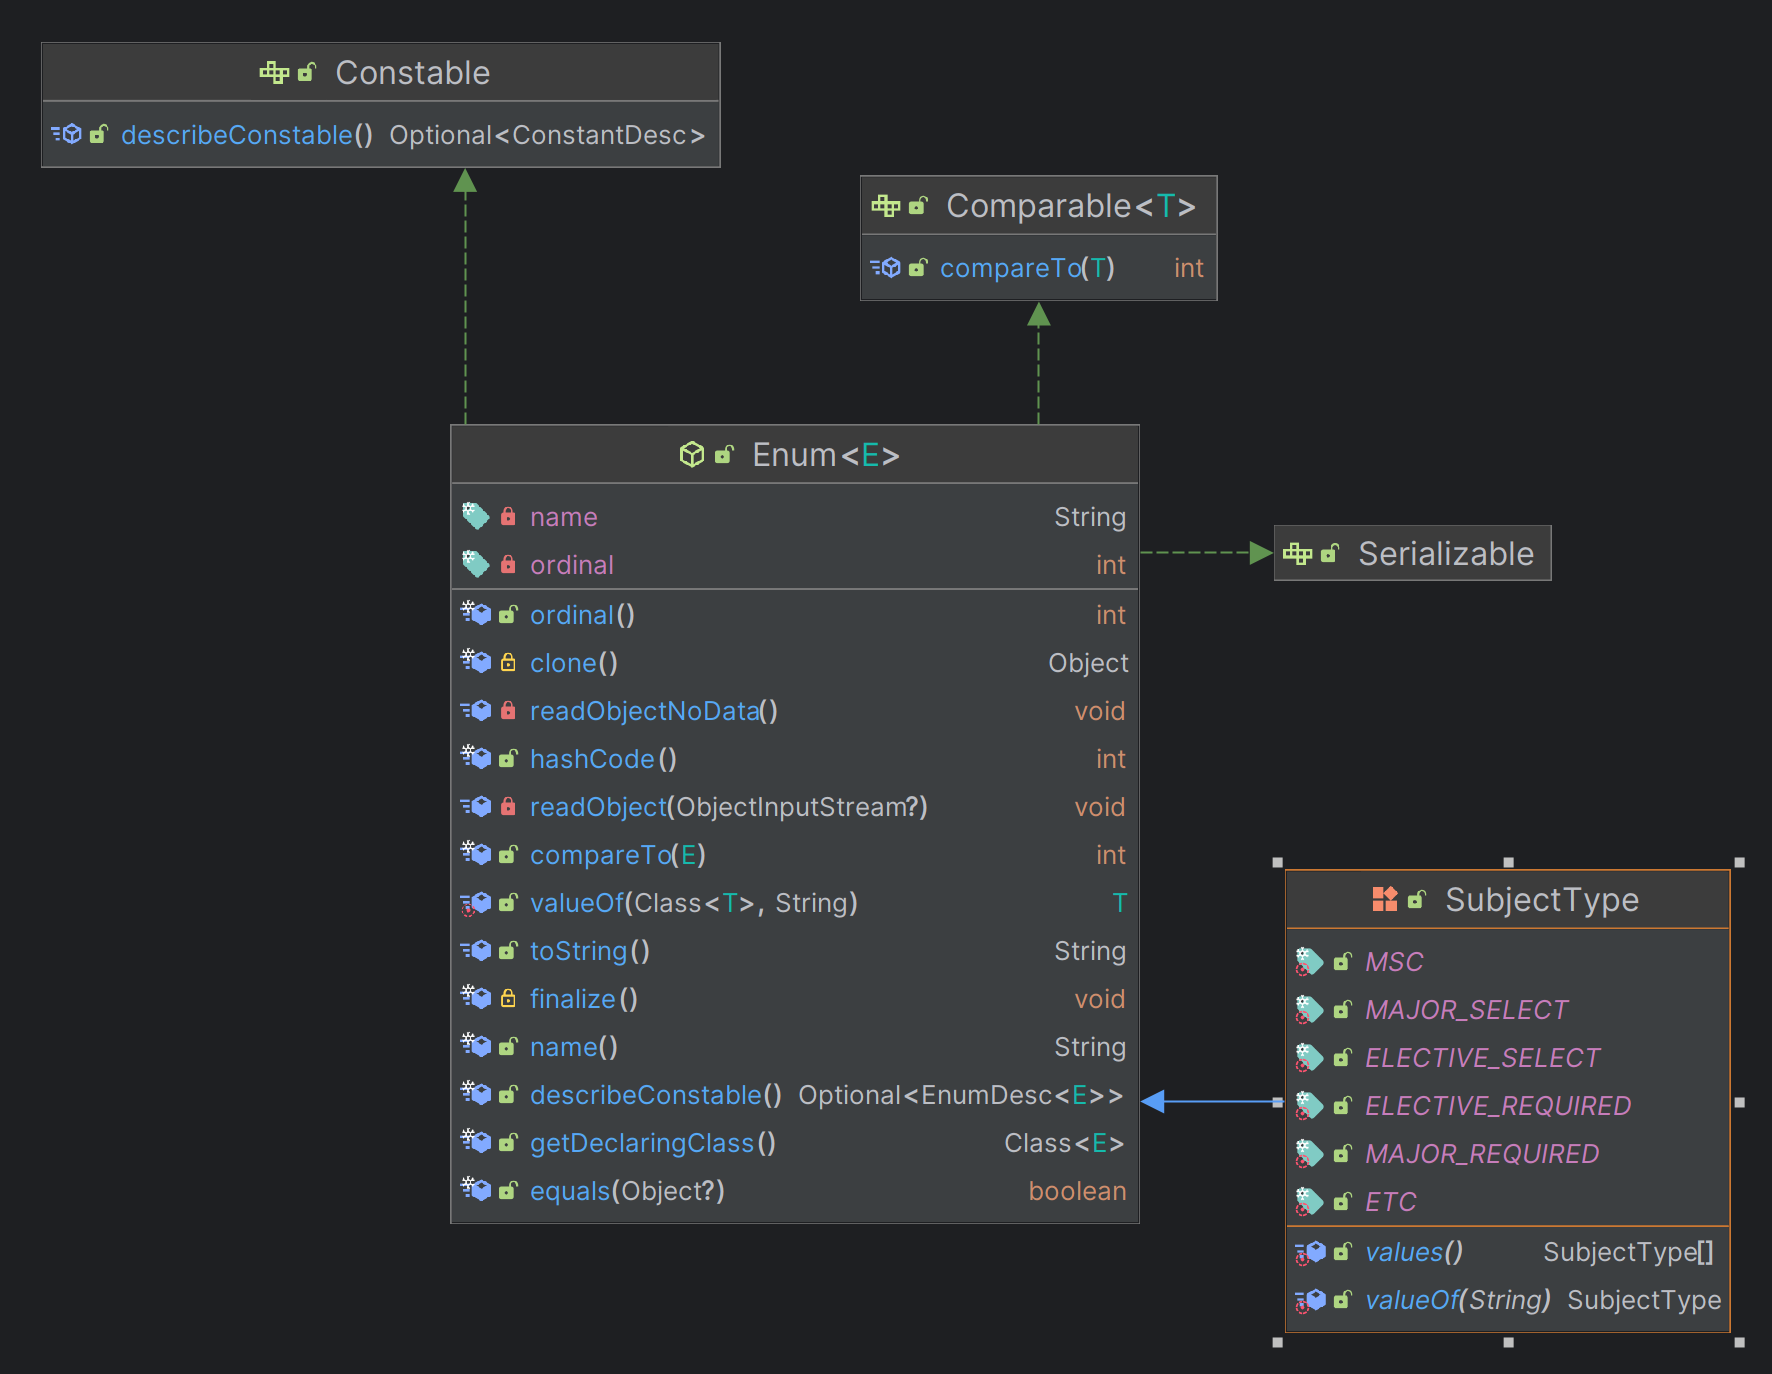 Constable
describeConstable() Optional<ConstantDesc>
Comparable<T>
compareTo(T) int
Enum<E>
name String
ordinal int
ordinal() int
clone() Object
readObjectNoData() void
hashCode() int
readObject(ObjectInputStream?) void
compareTo(E) int
valueOf(Class<T>, String) T
toString() String
finalize() void
name() String
describeConstable() Optional<EnumDesc<E>>
getDeclaringClass() Class<E>
equals(Object?) boolean
Serializable
SubjectType
MSC
MAJOR_SELECT
ELECTIVE_SELECT
ELECTIVE_REQUIRED
MAJOR_REQUIRED
ETC
values() SubjectType[]
valueOf(String) SubjectType